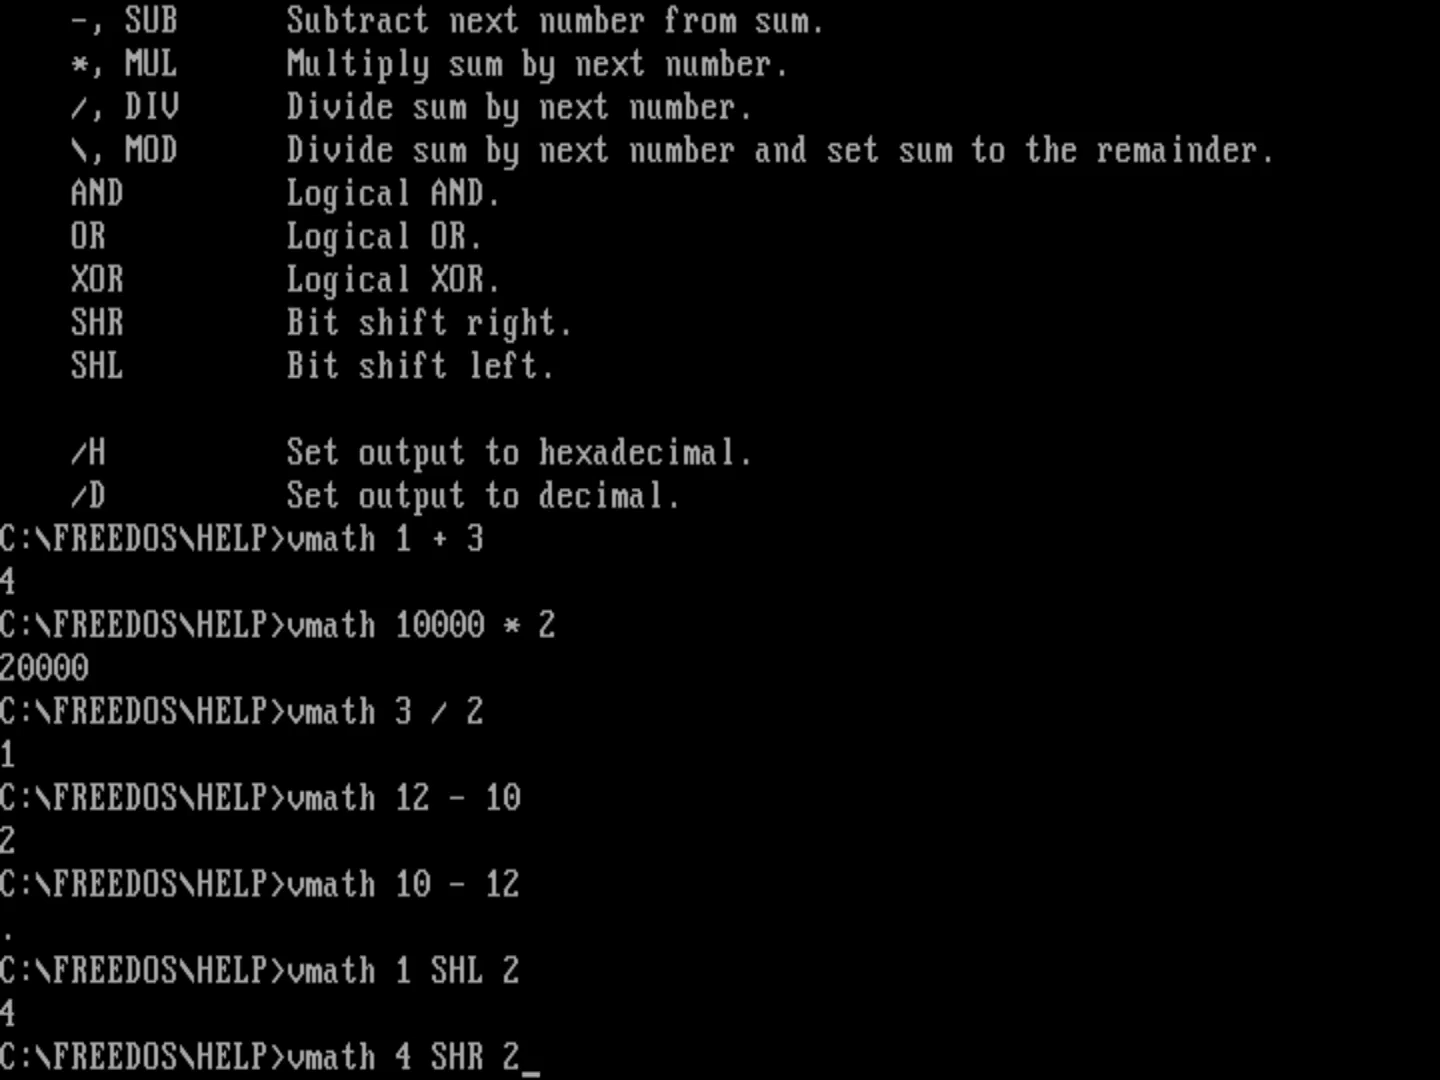 -, SUB      Subtract next number from sum.
*, MUL      Multiply sum by next number.
/, DIV      Divide sum by next number.
\, MOD      Divide sum by next number and set sum to the remainder.
AND         Logical AND.
OR          Logical OR.
XOR         Logical XOR.
SHR         Bit shift right.
SHL         Bit shift left.
/H          Set output to hexadecimal.
/D          Set output to decimal.
C:\FREEDOS\HELP>vmath 1 + 3
4
C:\FREEDOS\HELP>vmath 10000 * 2
20000
C:\FREEDOS\HELP>vmath 3 / 2
1
C:\FREEDOS\HELP>vmath 12 - 10
2
C:\FREEDOS\HELP>vmath 10 - 12
.
C:\FREEDOS\HELP>vmath 1 SHL 2
4
C:\FREEDOS\HELP>vmath 4 SHR 2_